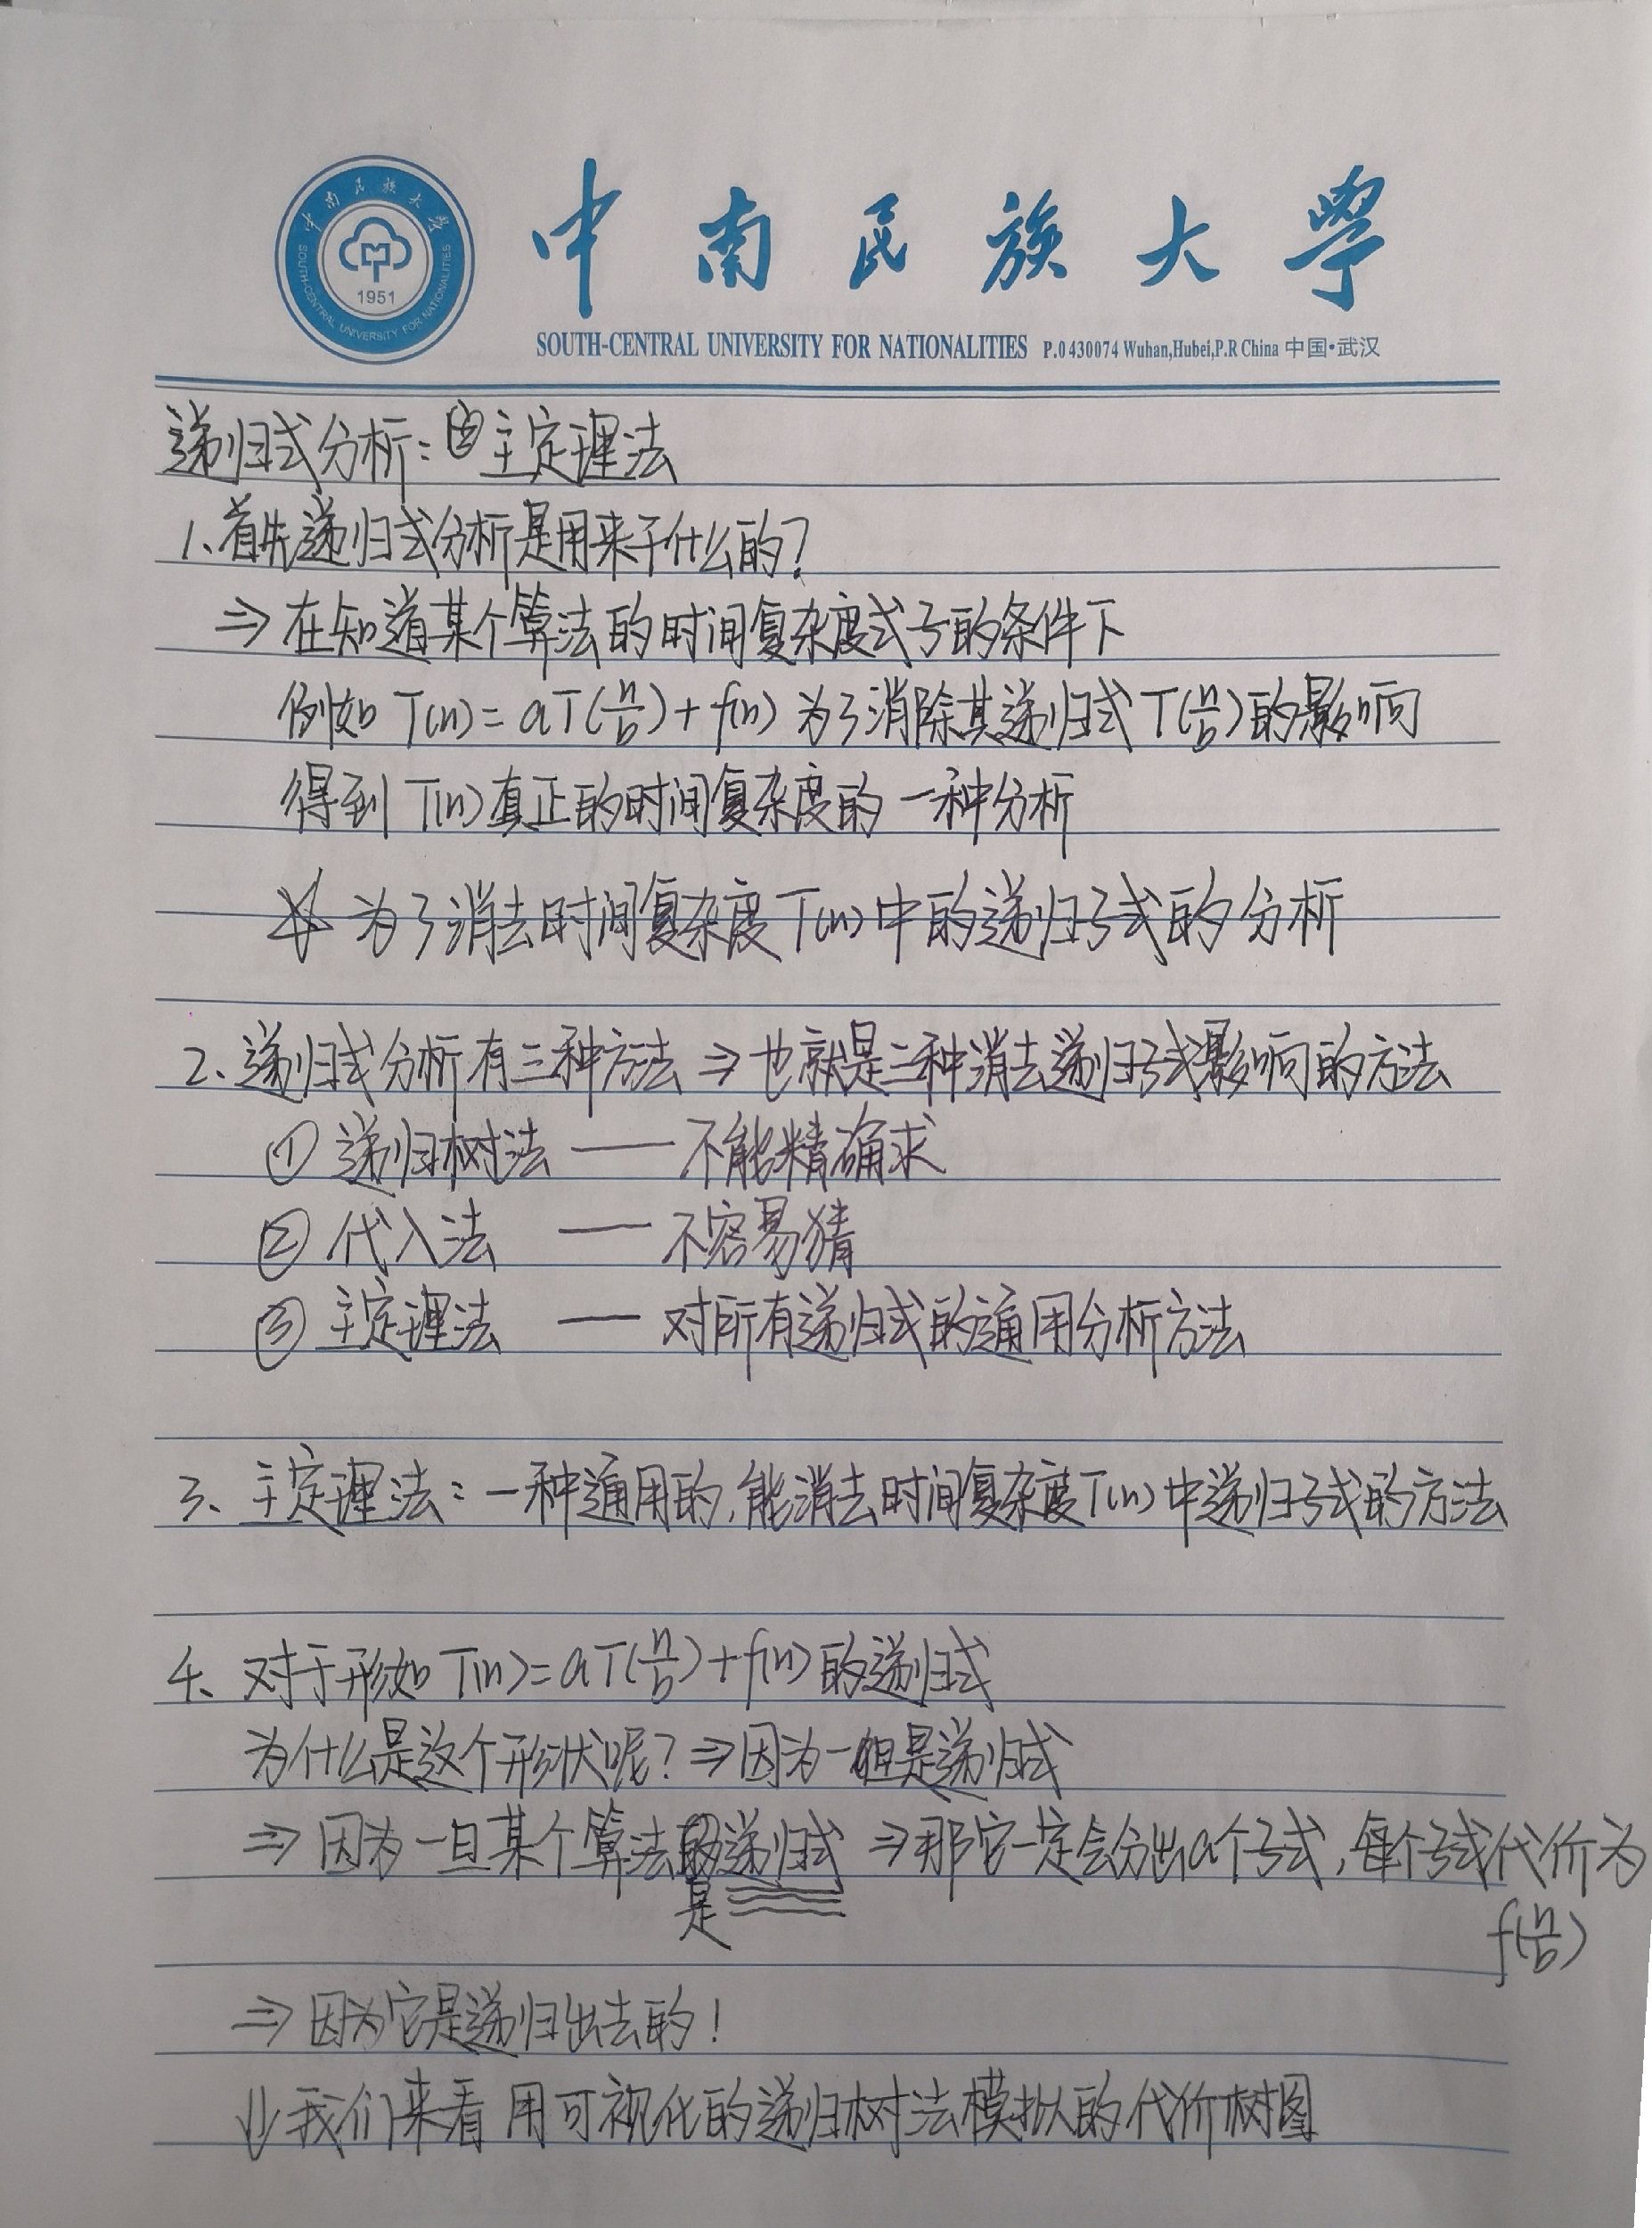 中南民族大學
SOUTH-CENTRAL UNIVERSITY FOR NATIONALITIES
1951
中南民族大學
SOUTH-CENTRAL UNIVERSITY FOR NATIONALITIES P.O430074 Wuhan,Hubei,P.R China 中国•武汉
递归式分析: 主定理法
1、首先递归式分析是用来干什么的?
⇒ 在知道某个算法的时间复杂度式子的条件下
例如 T(n)=aT(n/b)+f(n) 为了消除其递归式T(n/b)的影响
得到T(n)真正的时间复杂度的一种分析
为了消去时间复杂度T(n)中的递归子式的分析
2、递归式分析有三种方法 ⇒ 也就是三种消去递归子式影响的方法
① 递归树法 —— 不能精确求
② 代入法 —— 不容易猜
③ 主定理法 —— 对所有递归式的通用分析方法
3、主定理法:一种通用的,能消去时间复杂度T(n)中递归子式的方法
4、对于形如T(n)=aT(n/b)+f(n)的递归式
为什么是这个形状呢?⇒因为一但是递归式
⇒ 因为一旦某个算法是递归式 ⇒那它一定会分出a个子式,每个子式代价为
f(n/b)
⇒ 因为它是递归出去的!
⇓我们来看 用可视化的递归树法模拟的代价树图